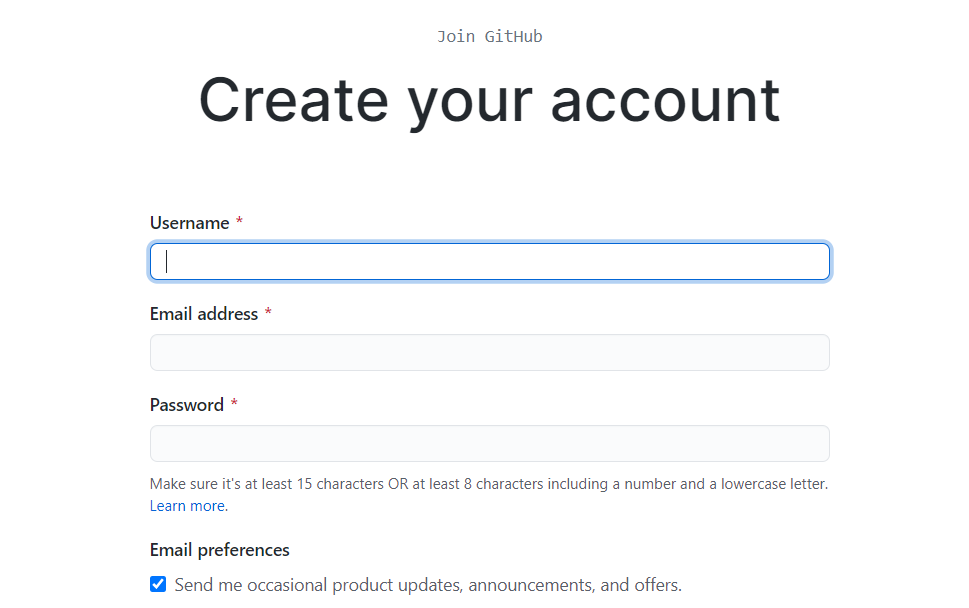 Join GitHub
Create your account
Username *
Email address *
Password *
Make sure it's at least 15 characters OR at least 8 characters including a number and a lowercase letter.
Learn more.
Email preferences
Send me occasional product updates, announcements, and offers.